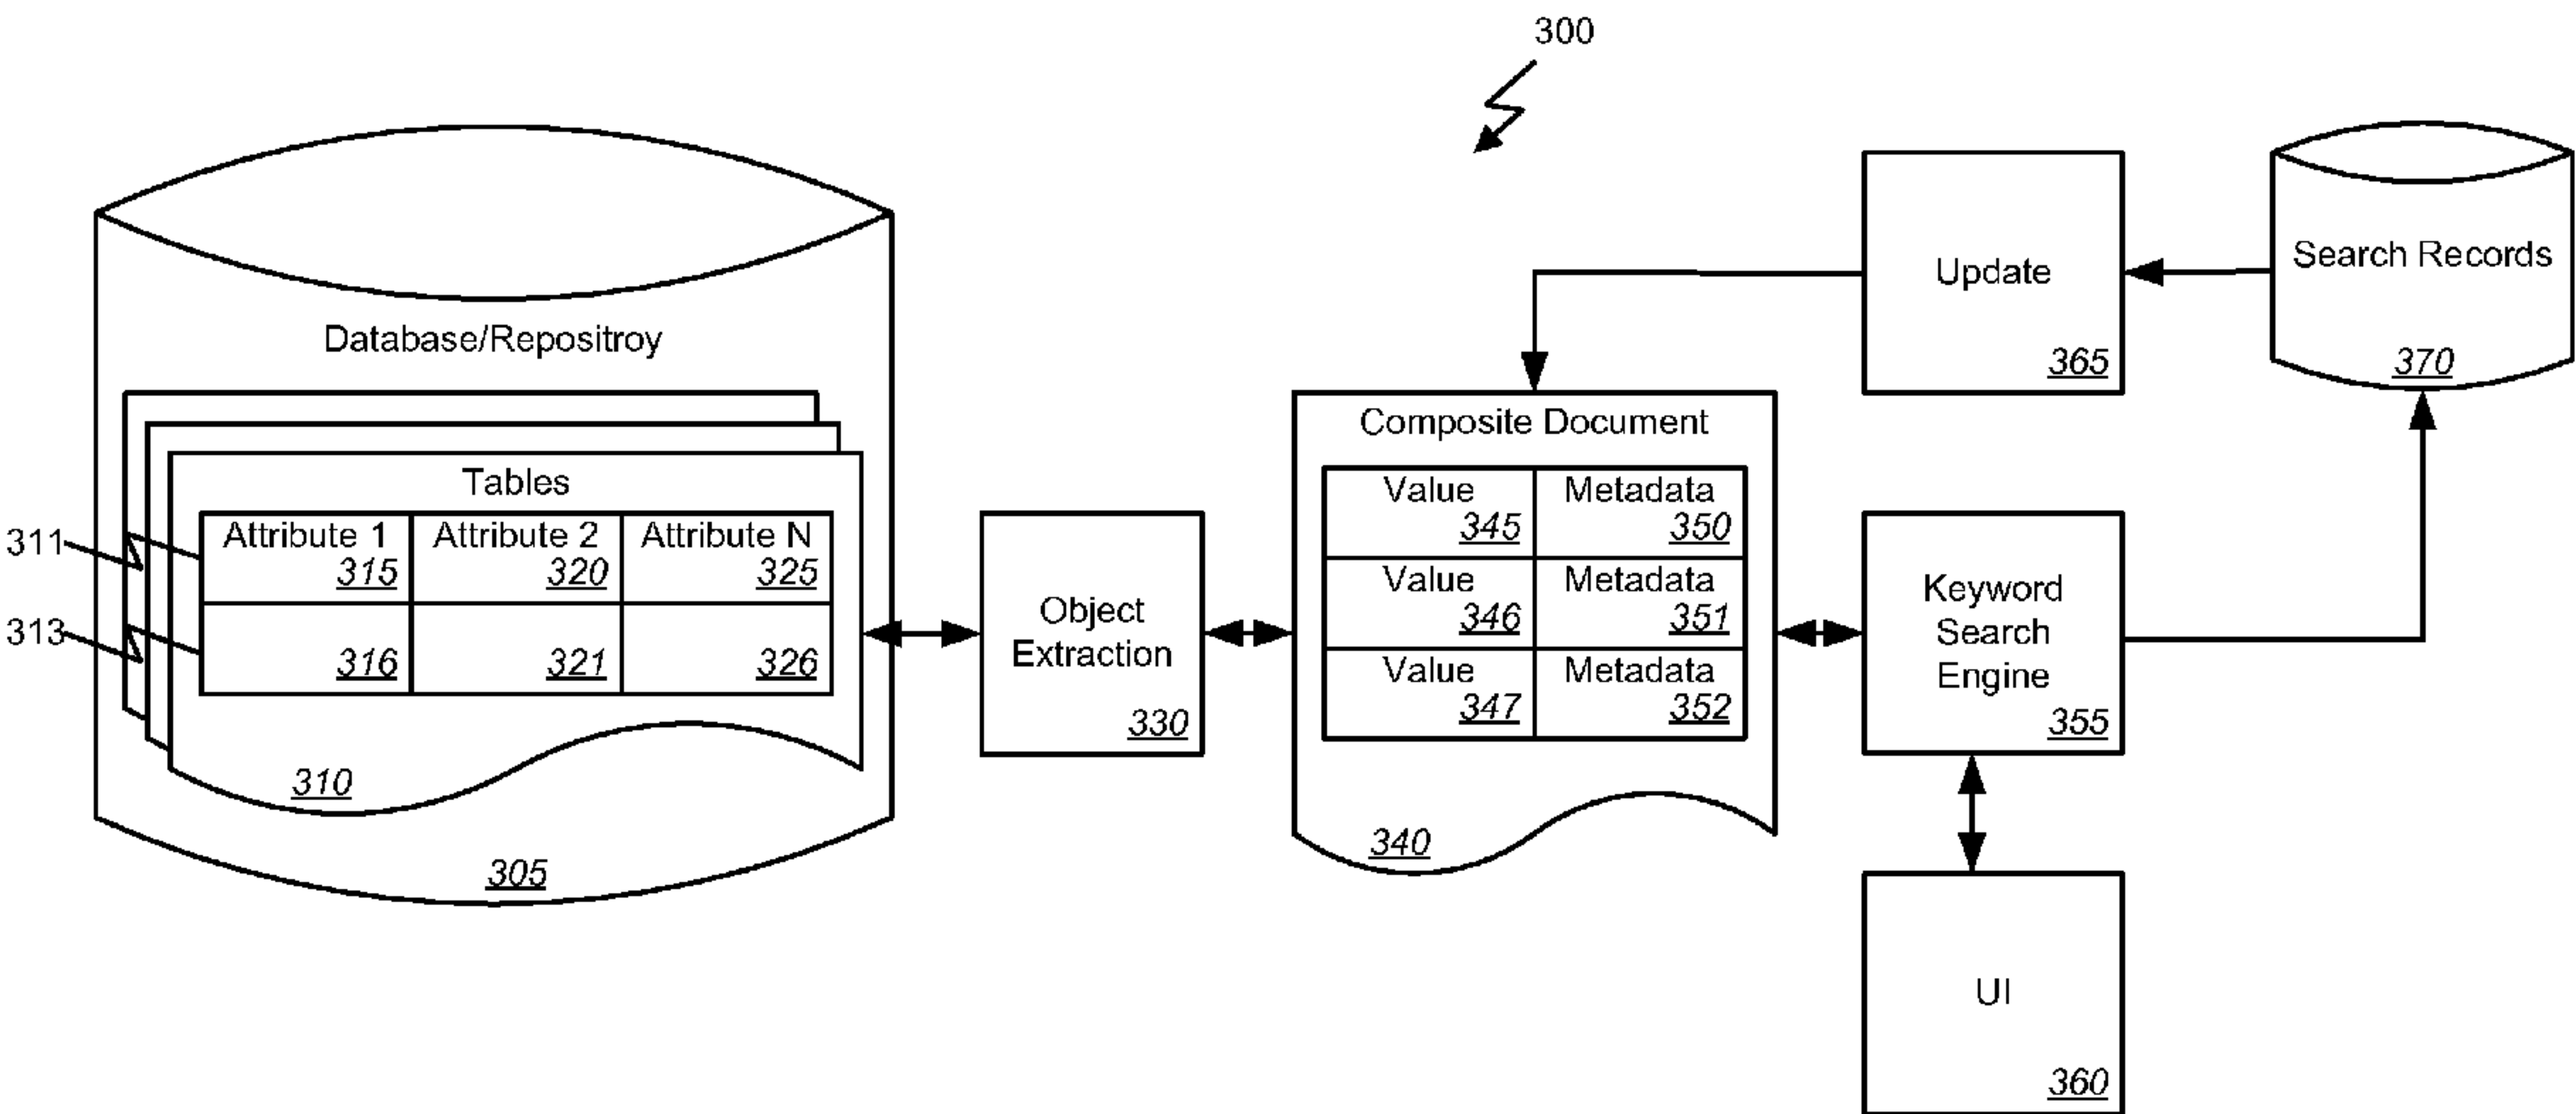 300
Database/Repositroy
Tables
Attribute 1
315
Attribute 2
320
Attribute N
325
311
313
316
321
326
310
305
Object
Extraction
330
Composite Document
Value
345
Metadata
350
Value
346
Metadata
351
Value
347
Metadata
352
340
Update
365
Search Records
370
Keyword
Search
Engine
355
UI
360